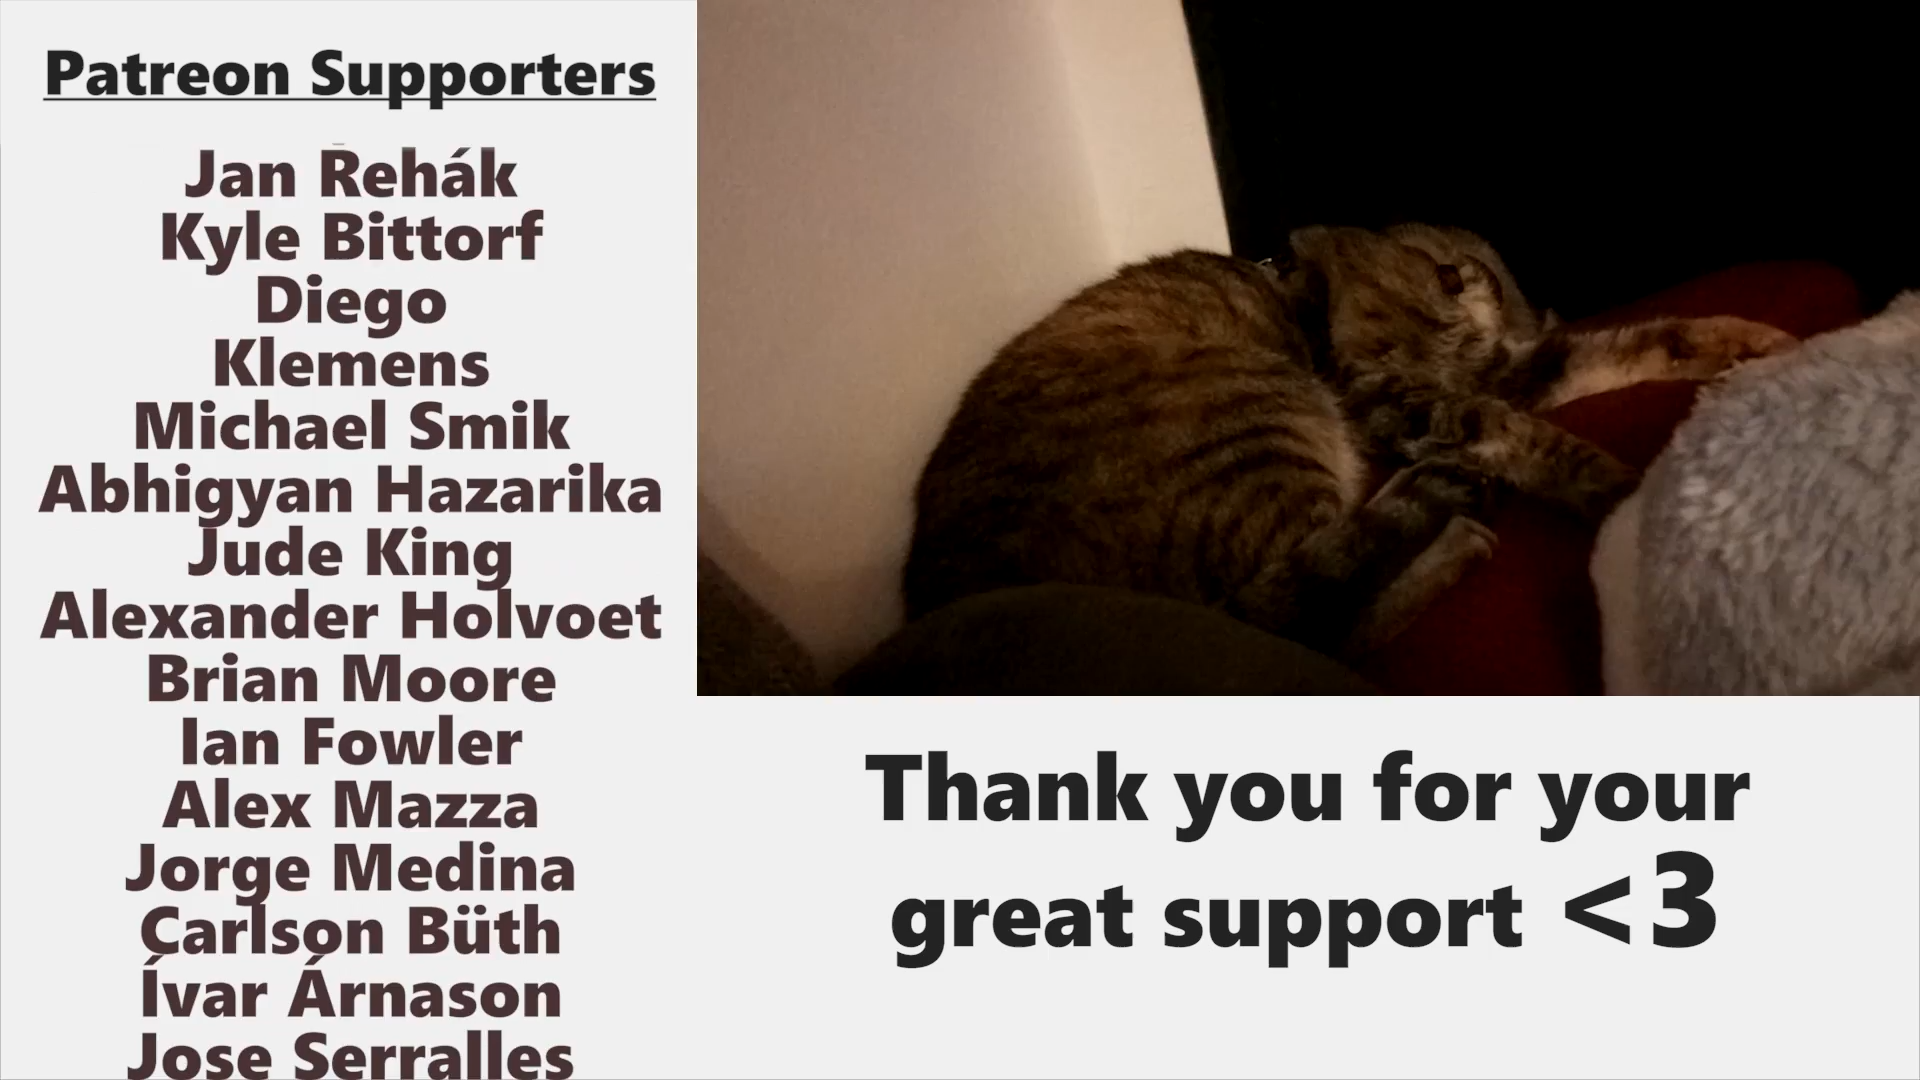 Patreon Supporters
Jan Řehák
Kyle Bittorf
Diego
Klemens
Michael Smik
Abhigyan Hazarika
Jude King
Alexander Holvoet
Brian Moore
Ian Fowler
Alex Mazza
Jorge Medina
Carlson Büth
Ívar Árnason
Jose Serralles
Thank you for your
great support <3